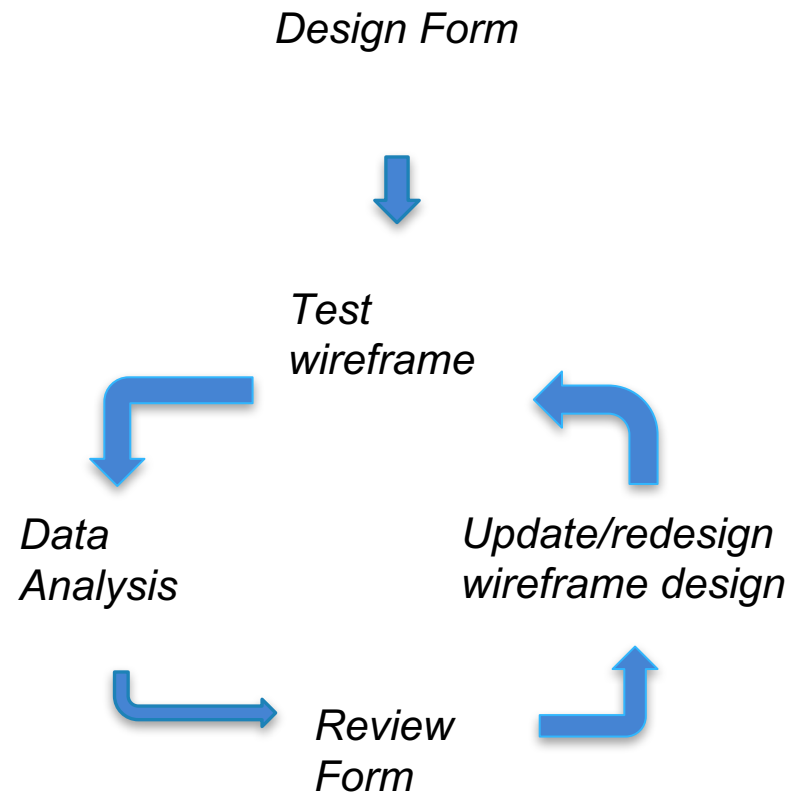 Design Form
Test
wireframe
Data
Analysis
Update/redesign
wireframe design
Review
Form